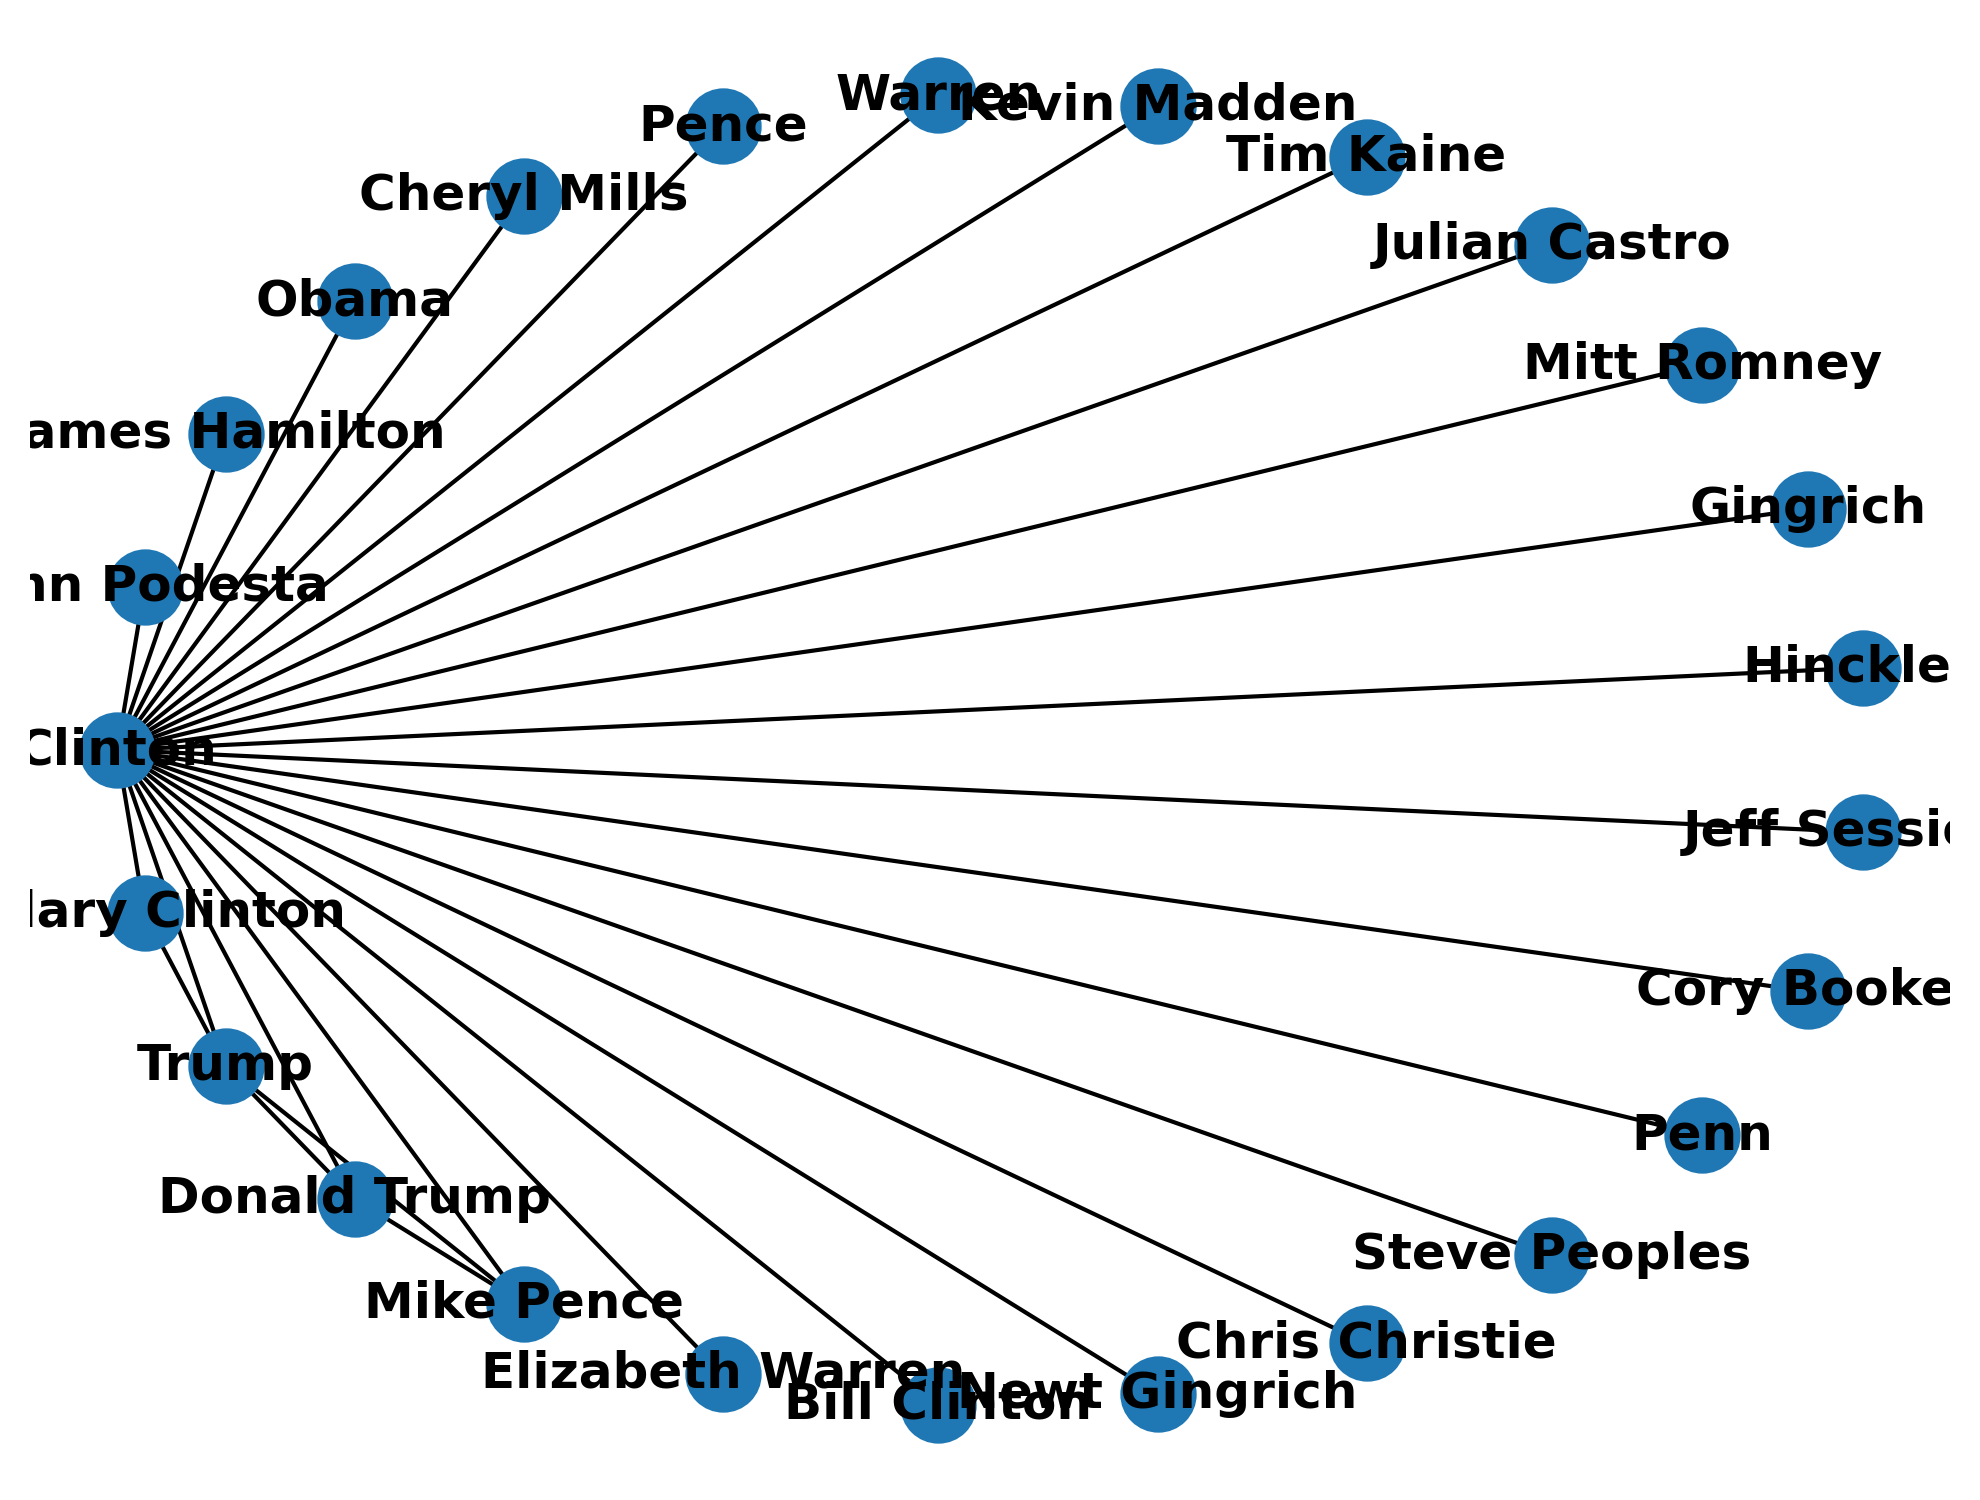 Warren
Kevin Madden
Pence
Tim Kaine
Cheryl Mills
Julian Castro
Obama
Mitt Romney
ames Hamilton
Gingrich
nn Podesta
Hinckle
Clinton
Jeff Sessi
lary Clinton
Cory Booke
Trump
Penn
Donald Trump
Steve Peoples
Mike Pence
Chris Christie
Elizabeth Warren
Newt Gingrich
Bill Clinton